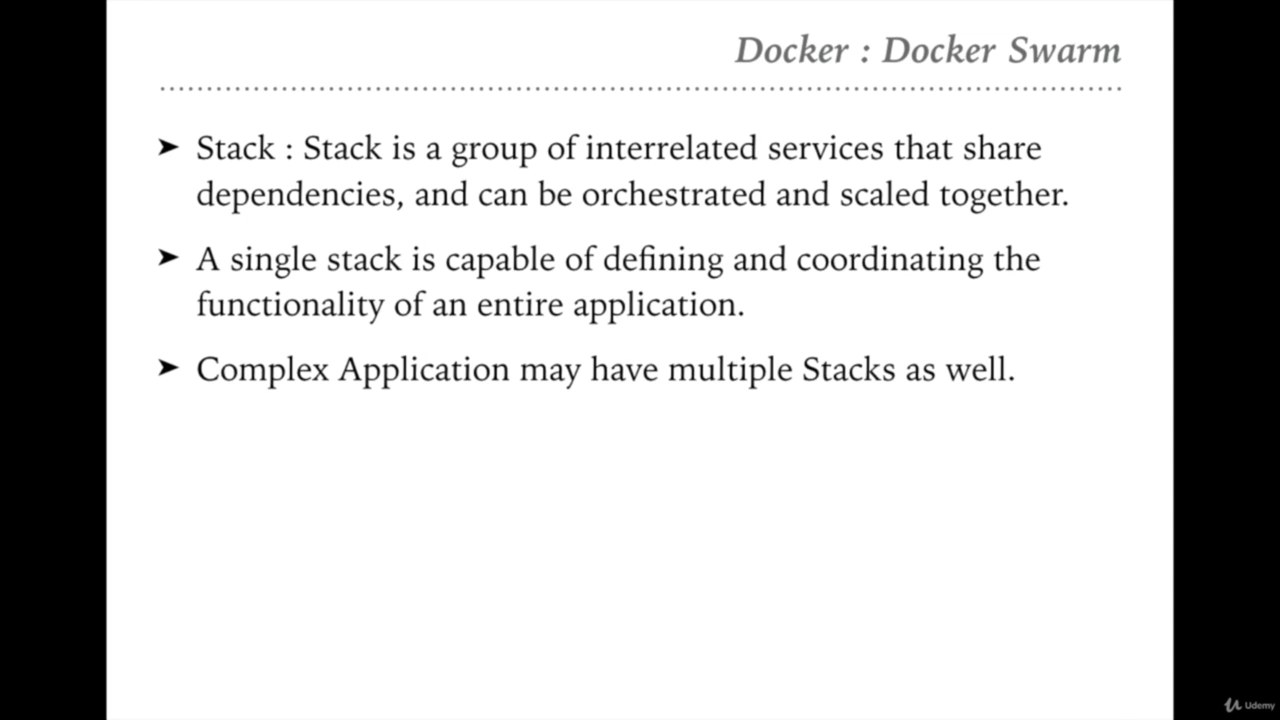 Docker : Docker Swarm
➤ Stack : Stack is a group of interrelated services that share
dependencies, and can be orchestrated and scaled together.
➤ A single stack is capable of defining and coordinating the
functionality of an entire application.
➤ Complex Application may have multiple Stacks as well.
Udemy